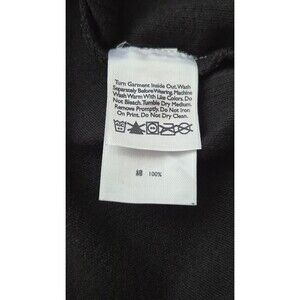 Turn Garment Inside Out. Wash
Separately Before Wearing. Machine
Wash Warm With Like Colors. Do
Not Bleach. Tumble Dry Medium.
Remove Promptly. Do Not Iron
On Print. Do Not Dry Clean.
綿 100%